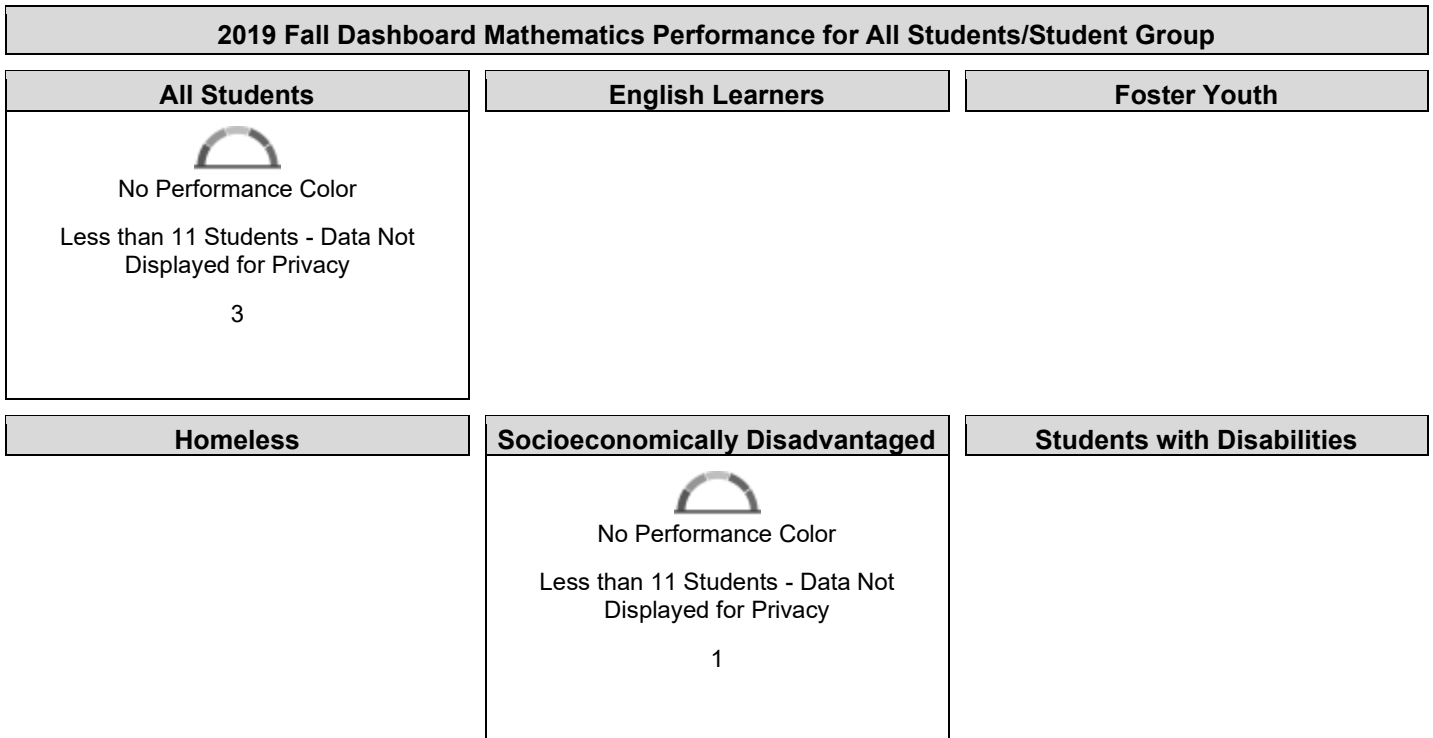 2019 Fall Dashboard Mathematics Performance for All Students/Student Group
All Students
English Learners
Foster Youth
No Performance Color
Less than 11 Students - Data Not
Displayed for Privacy
3
Homeless
Socioeconomically Disadvantaged
Students with Disabilities
No Performance Color
Less than 11 Students - Data Not
Displayed for Privacy
1